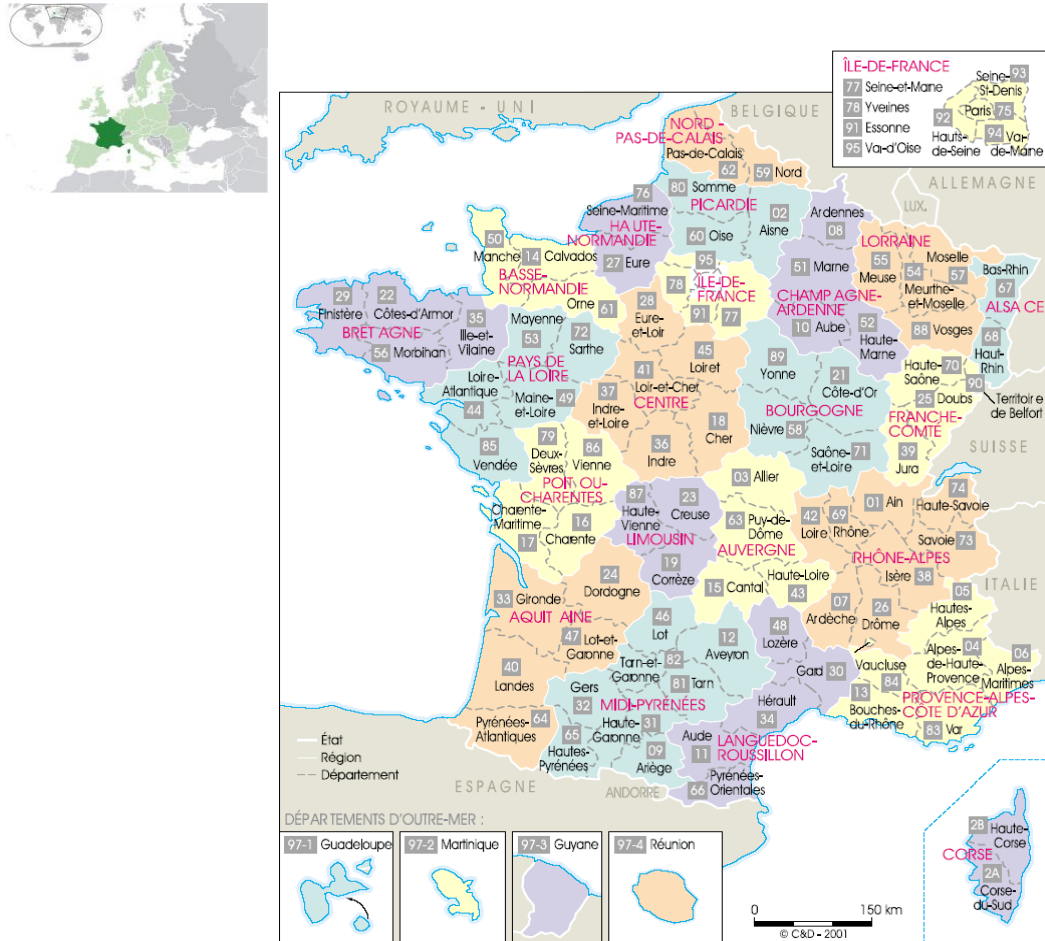 ÎLE-DE-FRANCE
77 Seine-et-Marne
78 Yveines
91 Essonne
95 Val-d'Oise
Seine-
St-Denis
93
Paris 75
92
Hauts-
de-Seine
94 Val-
de-Marne
ROYAUME - UNI
BELGIQUE
ALLEMAGNE
LUX.
NORD -
PAS-DE-CALAIS
Pas-de-Calais
62
59 Nord
76
Seine-Maritime
80 Somme
PICARDIE
02
Aisne
60 Oise
Ardennes
08
HAUTE-
NORMANDIE
27 Eure
50
Manche
14 Calvados
BASSE-
NORMANDIE
Orne
61
95
78
ÎLE-DE-
FRANCE
91
77
51 Marne
CHAMPAGNE-
ARDENNE
10 Aube
52
Haute-
Marne
LORRAINE
55
Meuse
Moselle
54
57
Meurthe-
et-Moselle
88 Vosges
Bas-Rhin
67
ALSACE
68
Haut-
Rhin
29
Finistère
22
Côtes-d'Armor
BRETAGNE
35
Ille-et-
Vilaine
56 Morbihan
Mayenne
53
72
Sarthe
PAYS DE
LA LOIRE
Loire-
Atlantique
44
Maine-
et-Loire
49
85
Vendée
28
Eure-
et-Loir
45
Loiret
41
Loir-et-Cher
CENTRE
37
Indre-
et-Loire
18
Cher
36
Indre
89
Yonne
21
Côte-d'Or
BOURGOGNE
Nièvre 58
Saône-
et-Loire
71
Haute-
Saône
70
90
Territoire
de Belfort
25 Doubs
FRANCHE-
COMTÉ
39
Jura
SUISSE
79
Deux-
Sèvres
86
Vienne
POITOU-
CHARENTES
Charente-
Maritime
17
16
Charente
87
Haute-
Vienne
23
Creuse
LIMOUSIN
19
Corrèze
03 Allier
63 Puy-de-
Dôme
AUVERGNE
15 Cantal
Haute-Loire
43
42
Loire
69
Rhône
01 Ain
74
Haute-Savoie
Savoie 73
RHÔNE-ALPES
Isère 38
07
Ardèche
26
Drôme
ITALIE
24
Dordogne
33 Gironde
AQUITAINE
47 Lot-et-
Garonne
40
Landes
Pyrénées-
Atlantiques
64
46
Lot
12
Aveyron
Tarn-et-
Garonne
82
81 Tarn
Gers
32
MIDI-PYRÉNÉES
Haute-
Garonne
31
65
Hautes-
Pyrénées
09
Ariège
48
Lozère
Gard 30
Hérault
34
Aude
11
LANGUEDOC-
ROUSSILLON
66
Pyrénées-
Orientales
05
Hautes-
Alpes
Alpes-
de-Haute-
Provence
04
06
Alpes-
Maritimes
Vaucluse
84
13
Bouches-
du-Rhône
PROVENCE-ALPES-
CÔTE D'AZUR
83 Var
ESPAGNE
ANDORRE
État
Région
Département
DÉPARTEMENTS D'OUTRE-MER :
97-1 Guadeloupe
97-2 Martinique
97-3 Guyane
97-4 Réunion
2B
Haute-
Corse
CORSE
2A
Corse-
du-Sud
0 150 km
© C&D - 2001